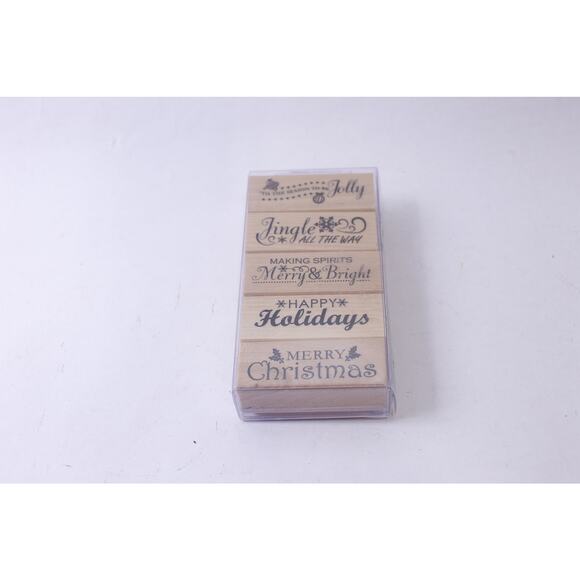 'TIS THE SEASON TO BE Jolly
Jingle
ALL THE WAY
MAKING SPIRITS
Merry & Bright
HAPPY
Holidays
MERRY
Christmas